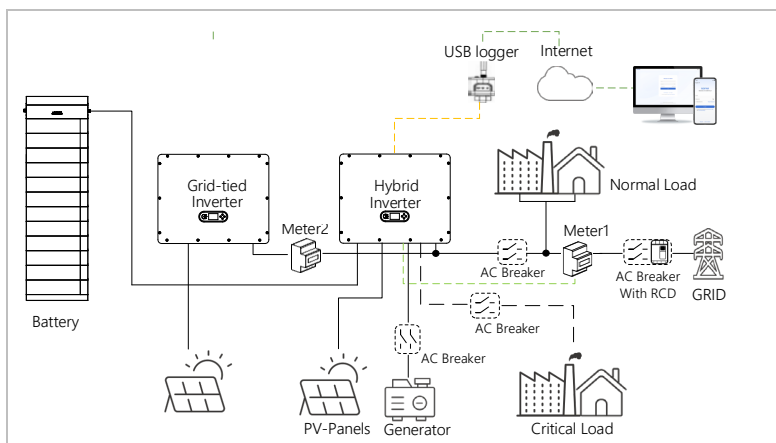 USB logger
Internet
Grid-tied
Inverter
Hybrid
Inverter
Normal Load
Meter2
Meter1
AC Breaker
AC Breaker
With RCD
GRID
Battery
AC Breaker
AC Breaker
PV-Panels
Generator
Critical Load